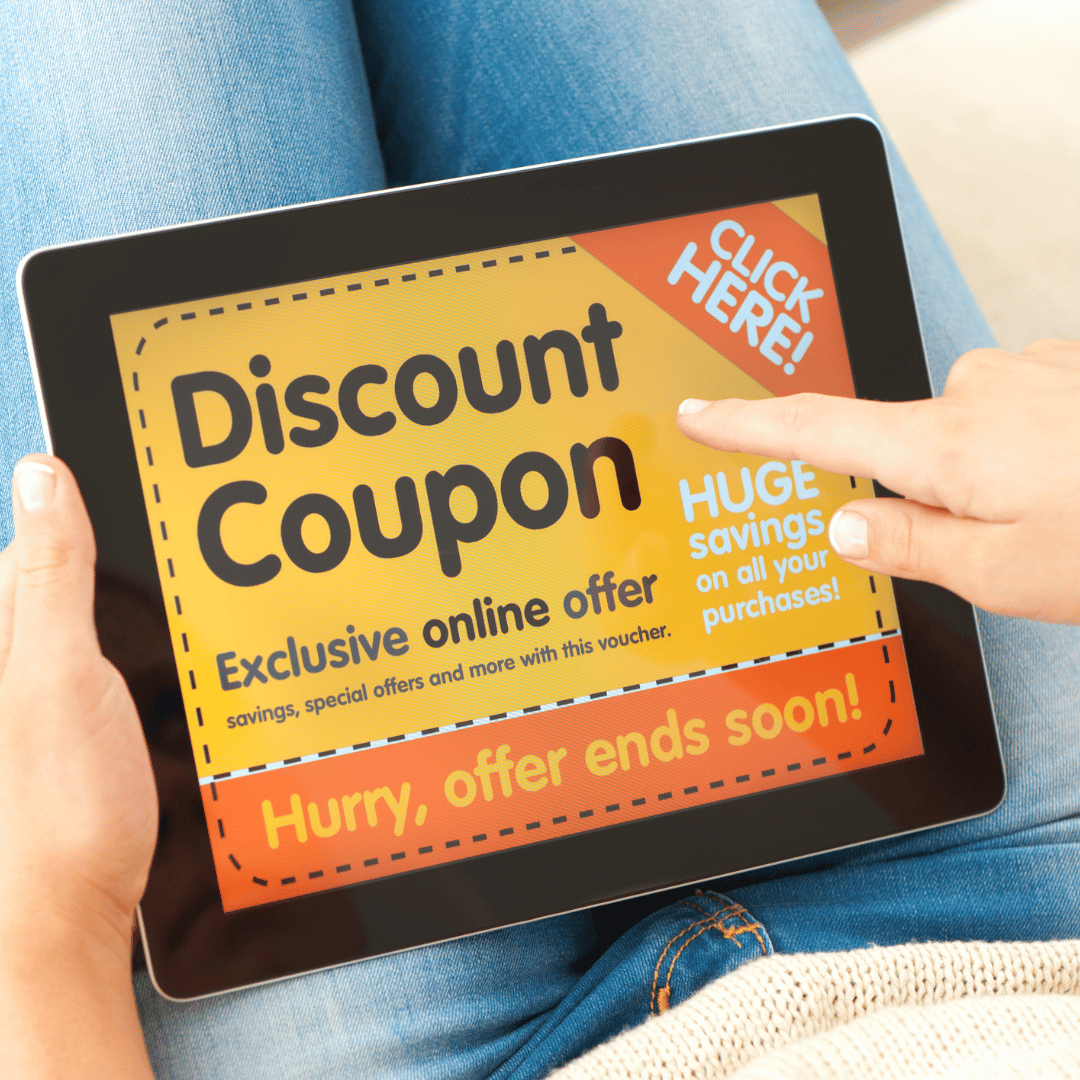 CLICK
HERE!
Discount
Coupon
HUGE
savings
on all your
purchases!
Exclusive online offer
savings, special offers and more with this voucher.
Hurry, offer ends soon!